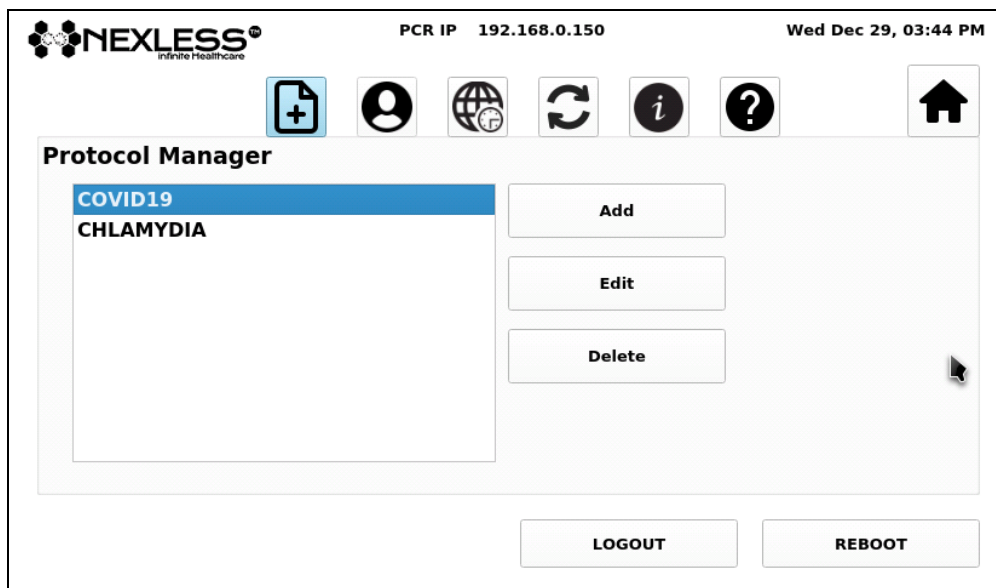 NEXLESS™
Infinite Healthcare
PCR IP 192.168.0.150
Wed Dec 29, 03:44 PM
Protocol Manager
COVID19
CHLAMYDIA
Add
Edit
Delete
LOGOUT
REBOOT